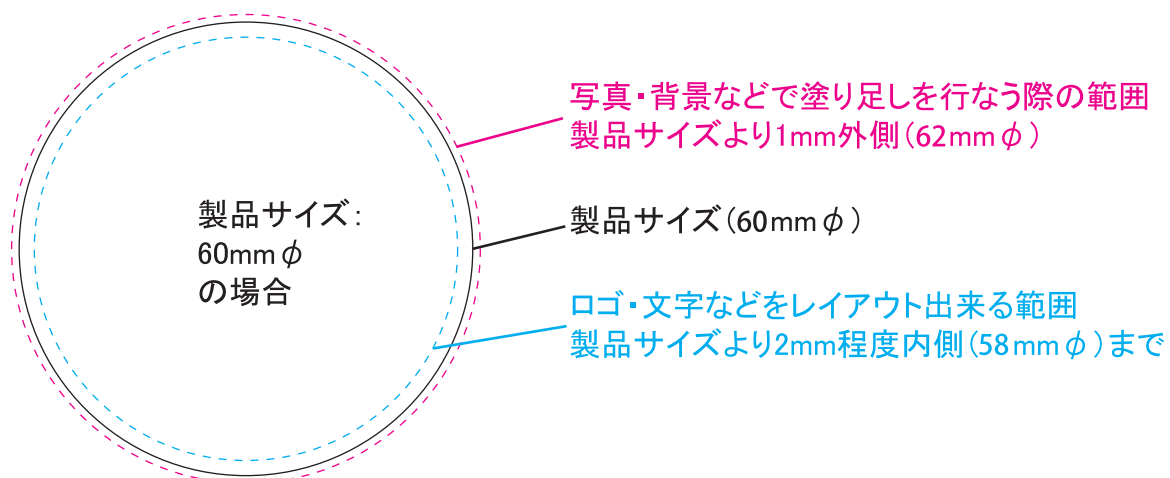 写真・背景などで塗り足しを行なう際の範囲
製品サイズより1mm外側(62mmφ)
製品サイズ:
60mmφ
の場合
製品サイズ(60mmφ)
ロゴ・文字などをレイアウト出来る範囲
製品サイズより2mm程度内側(58mmφ)まで